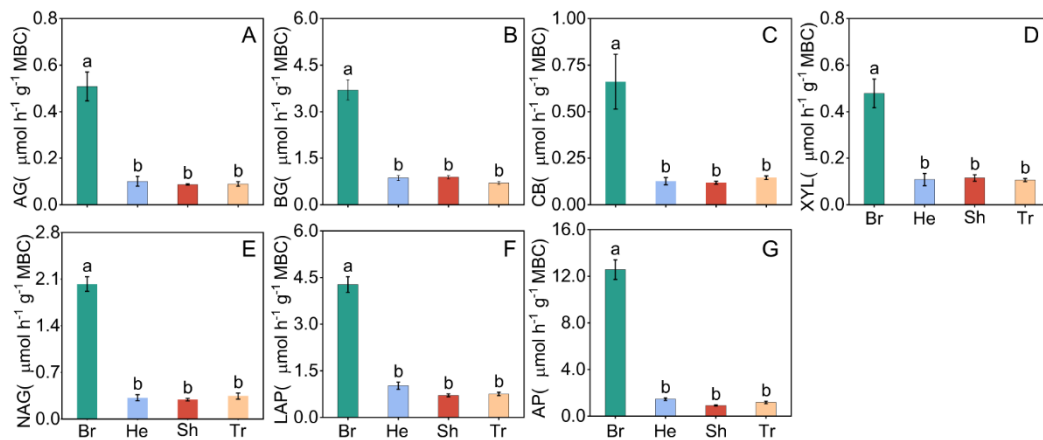 A
AG( μmol h⁻¹ g⁻¹ MBC)
0.8
0.6
0.4
0.2
0.0
a
b
b
b
B
BG( μmol h⁻¹ g⁻¹ MBC)
6.0
4.5
3.0
1.5
0.0
a
b
b
b
C
CB( μmol h⁻¹ g⁻¹ MBC)
1.00
0.75
0.50
0.25
0.00
a
b
b
b
D
XYL( μmol h⁻¹ g⁻¹ MBC)
0.8
0.6
0.4
0.2
0.0
a
b
b
b
Br He Sh Tr
E
NAG( μmol h⁻¹ g⁻¹ MBC)
2.8
2.1
1.4
0.7
0.0
a
b
b
b
Br He Sh Tr
F
LAP( μmol h⁻¹ g⁻¹ MBC)
6.0
4.5
3.0
1.5
0.0
a
b
b
b
Br He Sh Tr
G
AP( μmol h⁻¹ g⁻¹ MBC)
16.0
12.0
8.0
4.0
0.0
a
b
b
b
Br He Sh Tr